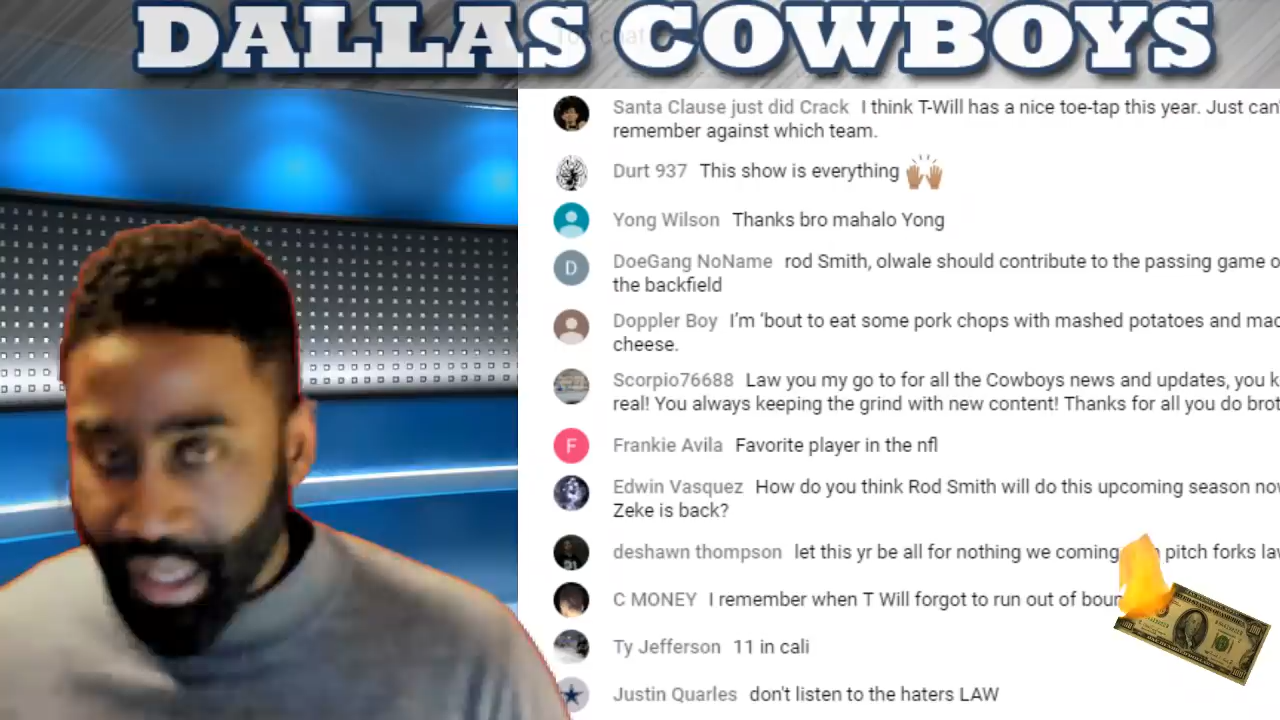 DALLAS COWBOYS
Santa Clause just did Crack I think T-Will has a nice toe-tap this year. Just can'
remember against which team.
Durt 937 This show is everything 🙌🏽
Yong Wilson Thanks bro mahalo Yong
D DoeGang NoName rod Smith, olwale should contribute to the passing game
the backfield
Doppler Boy I'm ‘bout to eat some pork chops with mashed potatoes and
cheese.
Scorpio76688 Law you my go to for all the Cowboys news and updates, you
real! You always keeping the grind with new content! Thanks for all you do
F Frankie Avila Favorite player in the nfl
Edwin Vasquez How do you think Rod Smith will do this upcoming season
Zeke is back?
deshawn thompson let this yr be all for nothing we coming pitch forks
C MONEY I remember when T Will forgot to run out of
Ty Jefferson 11 in cali
Justin Quarles don't listen to the haters LAW